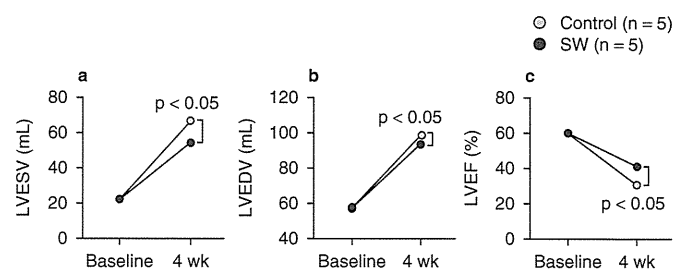 Control (n = 5)
SW (n = 5)
a
b
c
80
60
40
20
0
LVESV (mL)
p < 0.05
Baseline
4 wk
120
100
80
60
40
LVEDV (mL)
p < 0.05
Baseline
4 wk
80
60
40
20
0
LVEF (%)
p < 0.05
Baseline
4 wk